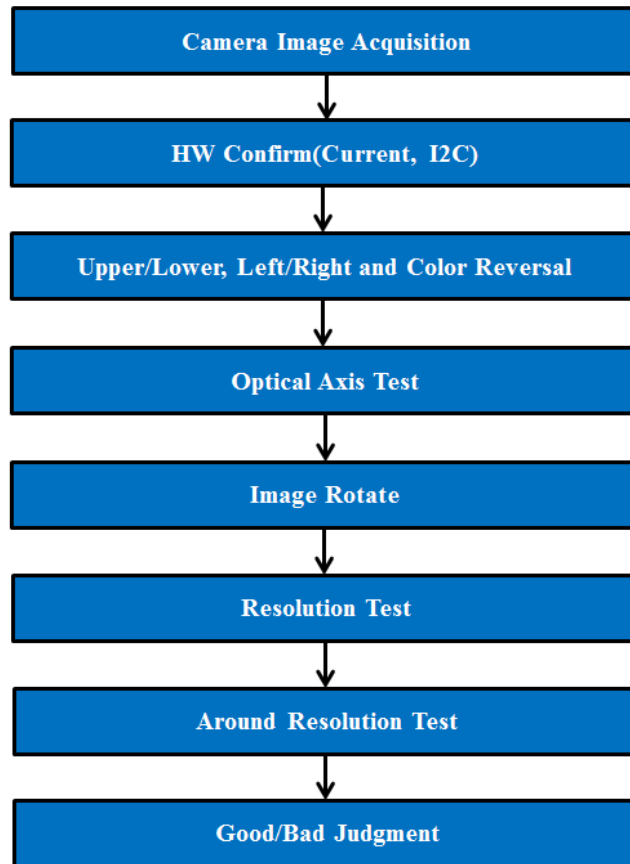 Camera Image Acquisition
HW Confirm(Current, I2C)
Upper/Lower, Left/Right and Color Reversal
Optical Axis Test
Image Rotate
Resolution Test
Around Resolution Test
Good/Bad Judgment